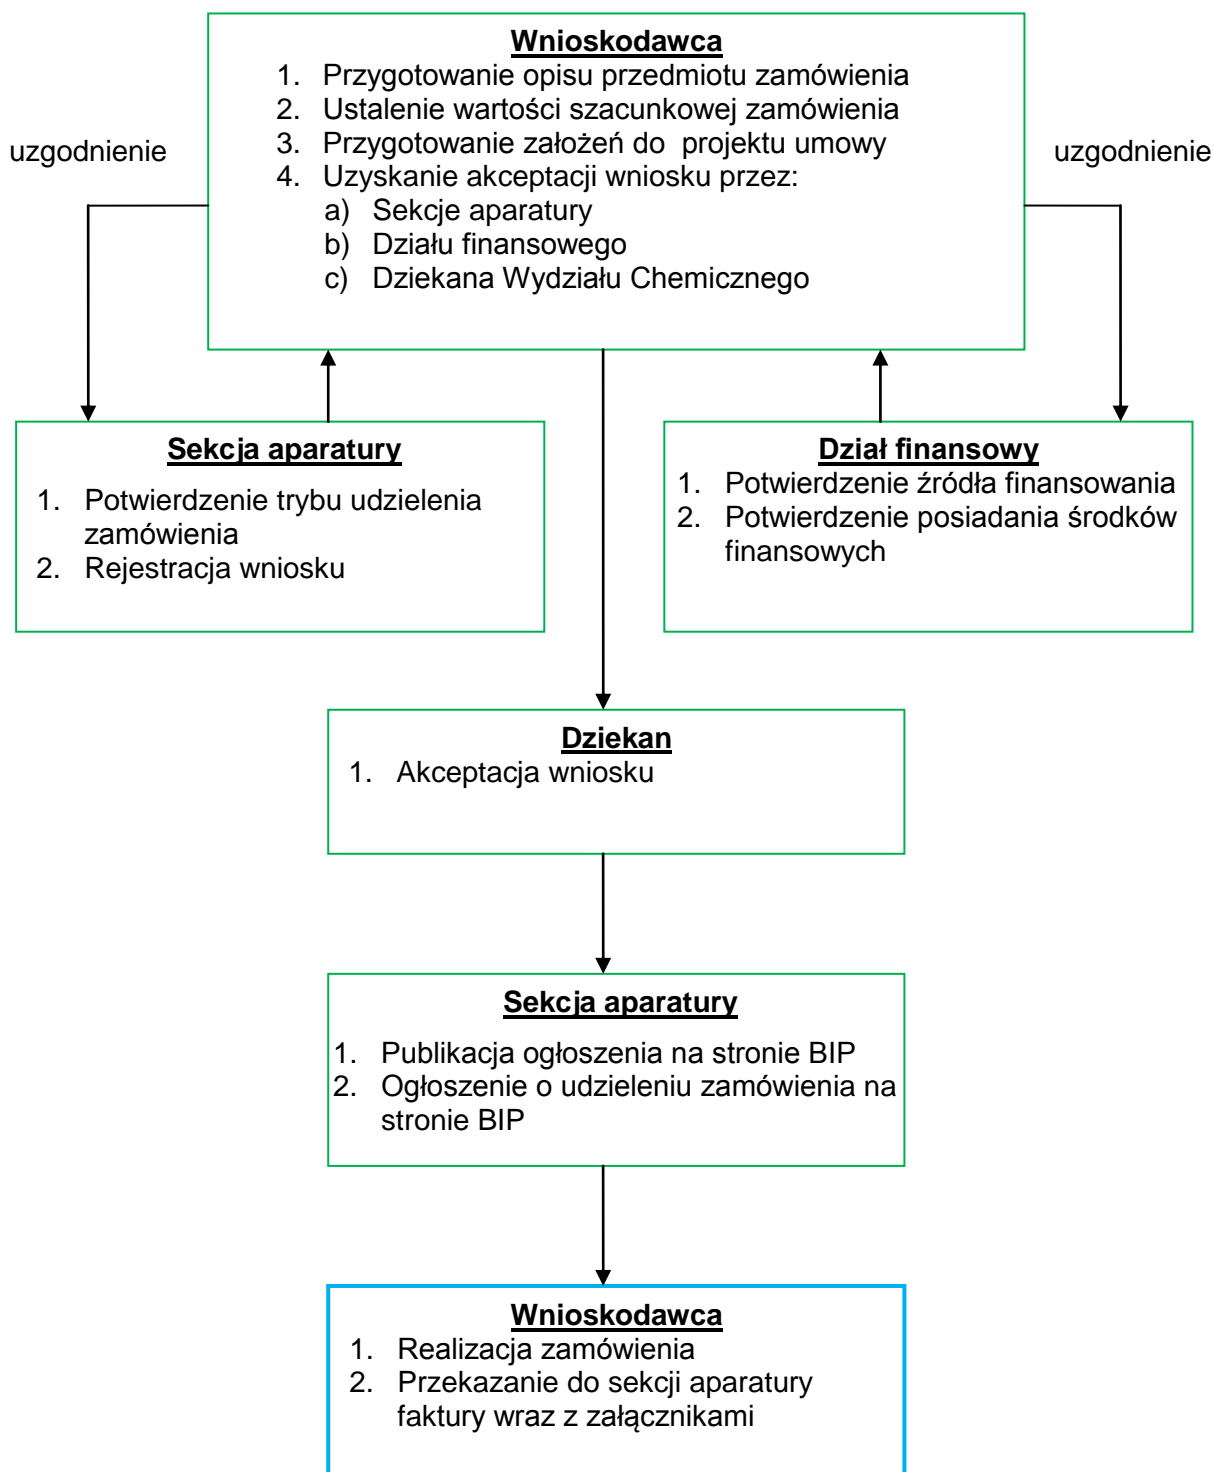 Wnioskodawca
1. Przygotowanie opisu przedmiotu zamówienia
2. Ustalenie wartości szacunkowej zamówienia
3. Przygotowanie założeń do projektu umowy
4. Uzyskanie akceptacji wniosku przez:
a) Sekcje aparatury
b) Działu finansowego
c) Dziekana Wydziału Chemicznego
uzgodnienie
uzgodnienie
Sekcja aparatury
1. Potwierdzenie trybu udzielenia
zamówienia
2. Rejestracja wniosku
Dział finansowy
1. Potwierdzenie źródła finansowania
2. Potwierdzenie posiadania środków
finansowych
Dziekan
1. Akceptacja wniosku
Sekcja aparatury
1. Publikacja ogłoszenia na stronie BIP
2. Ogłoszenie o udzieleniu zamówienia na
stronie BIP
Wnioskodawca
1. Realizacja zamówienia
2. Przekazanie do sekcji aparatury
faktury wraz z załącznikami